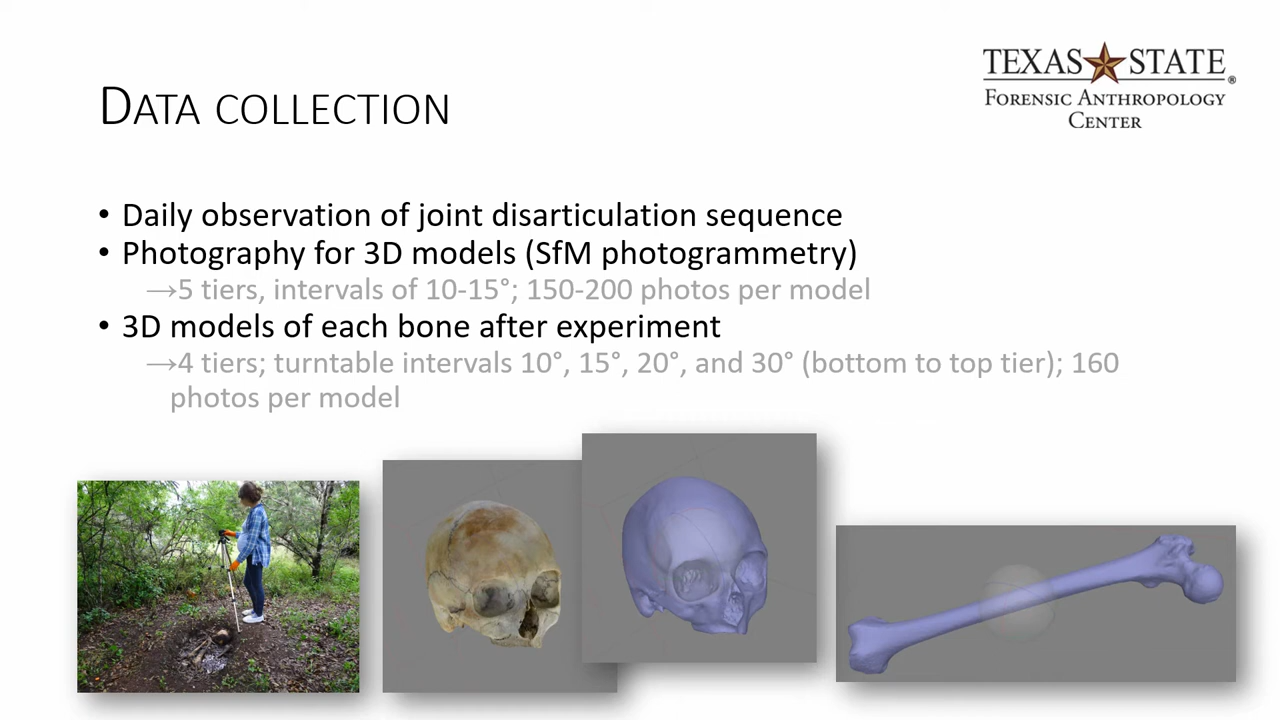 TEXAS STATE®
FORENSIC ANTHROPOLOGY
CENTER
DATA COLLECTION
• Daily observation of joint disarticulation sequence
• Photography for 3D models (SfM photogrammetry)
→5 tiers, intervals of 10-15°; 150-200 photos per model
• 3D models of each bone after experiment
→4 tiers; turntable intervals 10°, 15°, 20°, and 30° (bottom to top tier); 160
photos per model